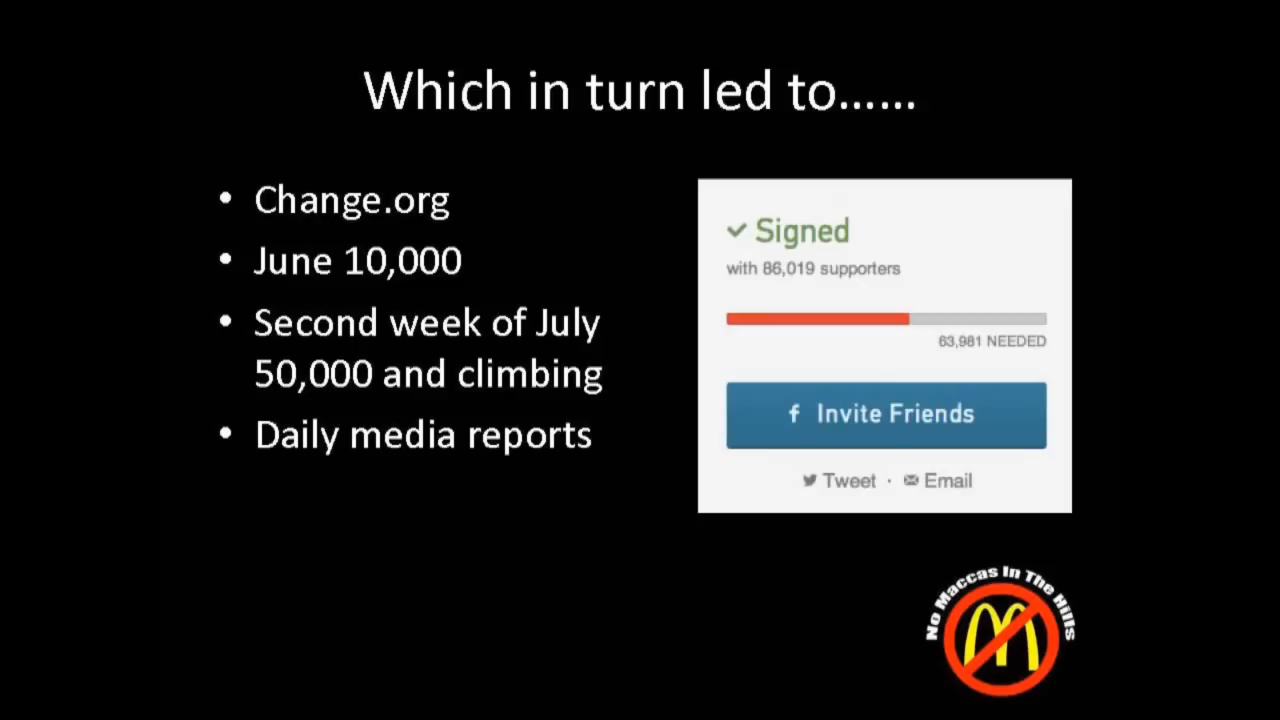 Which in turn led to......
• Change.org
• June 10,000
• Second week of July
50,000 and climbing
• Daily media reports
✓ Signed
with 86,019 supporters
63,981 NEEDED
f Invite Friends
Tweet · Email
No Maccas In The Hills